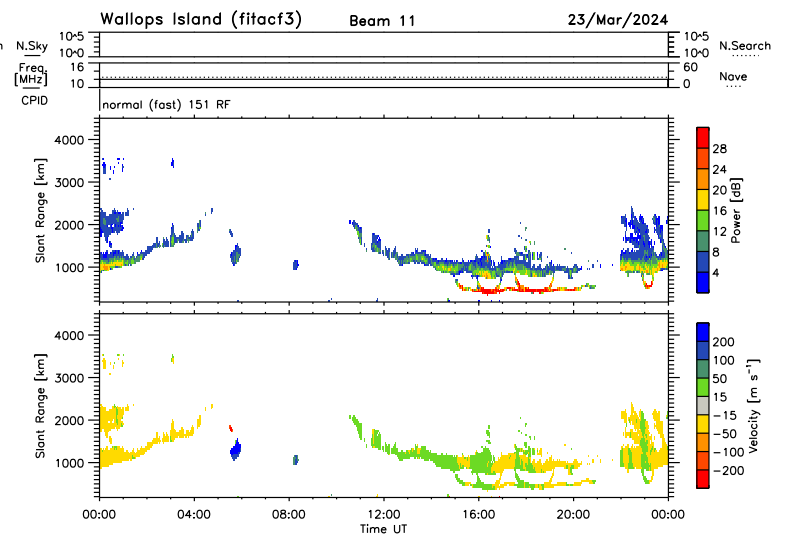 Wallops Island (fitacf3) Beam 11 23/Mar/2024
n N.Sky 10^5 10^0 10^5 10^0 N.Search
Freq. [MHz] 16 10 60 0 Nave
CPID normal (fast) 151 RF
Slant Range [km] 4000 3000 2000 1000
28 24 20 16 12 8 4 Power [dB]
Slant Range [km] 4000 3000 2000 1000
200 100 50 15 −15 −50 −100 −200 Velocity [m s⁻¹]
00:00 04:00 08:00 12:00 16:00 20:00 00:00
Time UT